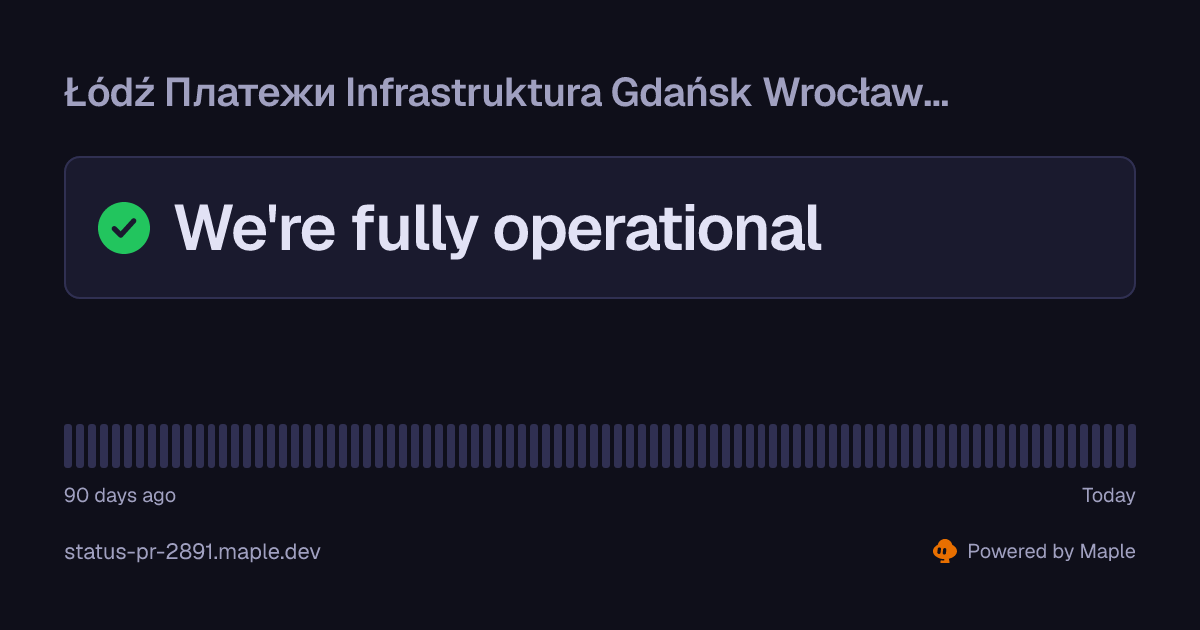 Łódź Платежи Infrastruktura Gdańsk Wrocław...
We're fully operational
90 days ago
Today
status-pr-2891.maple.dev
Powered by Maple